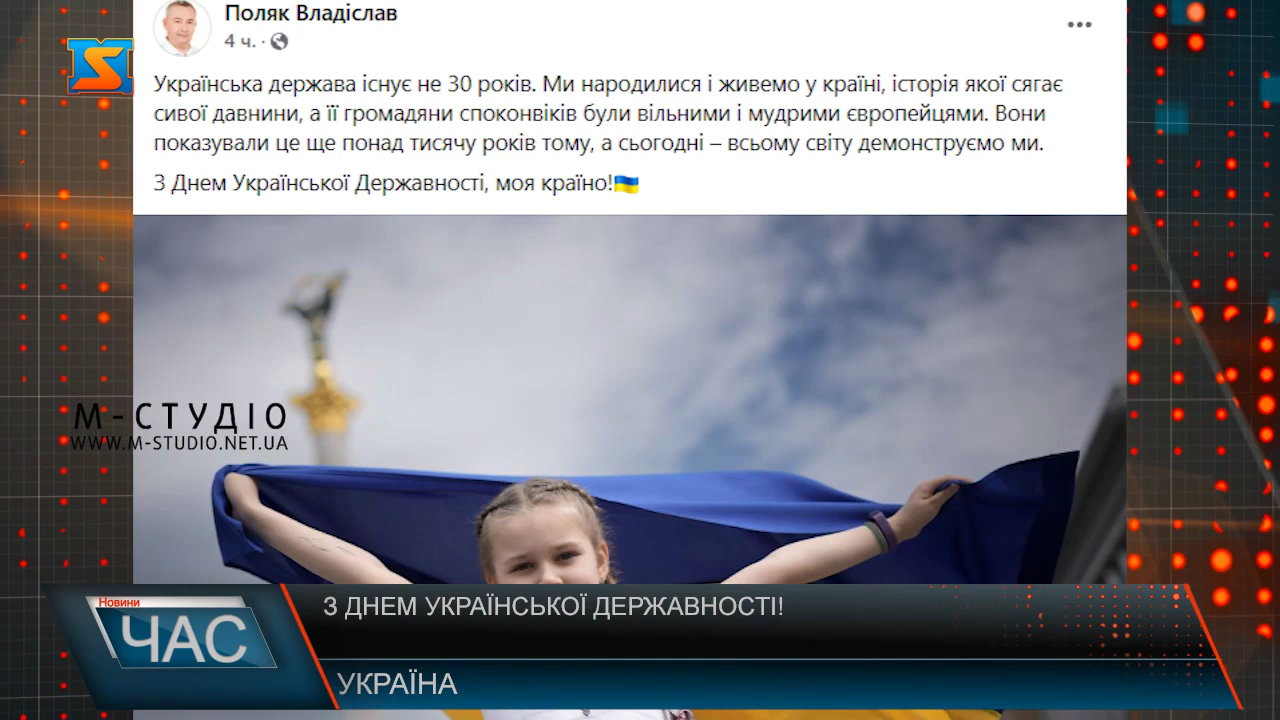 Поляк Владіслав
4 ч. ·
Українська держава існує не 30 років. Ми народилися і живемо у країні, історія якої сягає
сивої давнини, а її громадяни споконвіків були вільними і мудрими європейцями. Вони
показували це ще понад тисячу років тому, а сьогодні – всьому світу демонструємо ми.
З Днем Української Державності, моя країно!🇺🇦
М-СТУДІО
WWW.M-STUDIO.NET.UA
Новини
ЧАС
З ДНЕМ УКРАЇНСЬКОЇ ДЕРЖАВНОСТІ!
УКРАЇНА